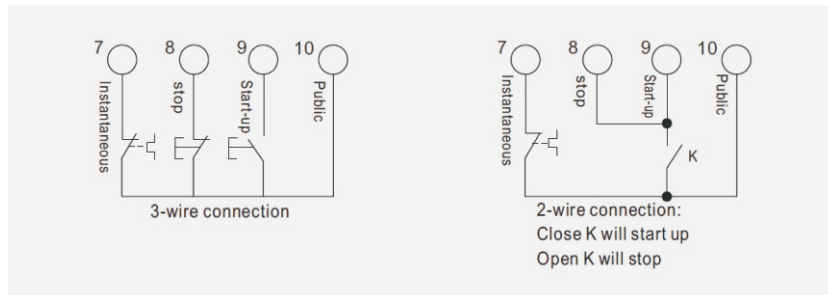 7 8 9 10
Instantaneous
stop
Start-up
Public
3-wire connection
7 8 9 10
Instantaneous
stop
Start-up
Public
K
2-wire connection:
Close K will start up
Open K will stop